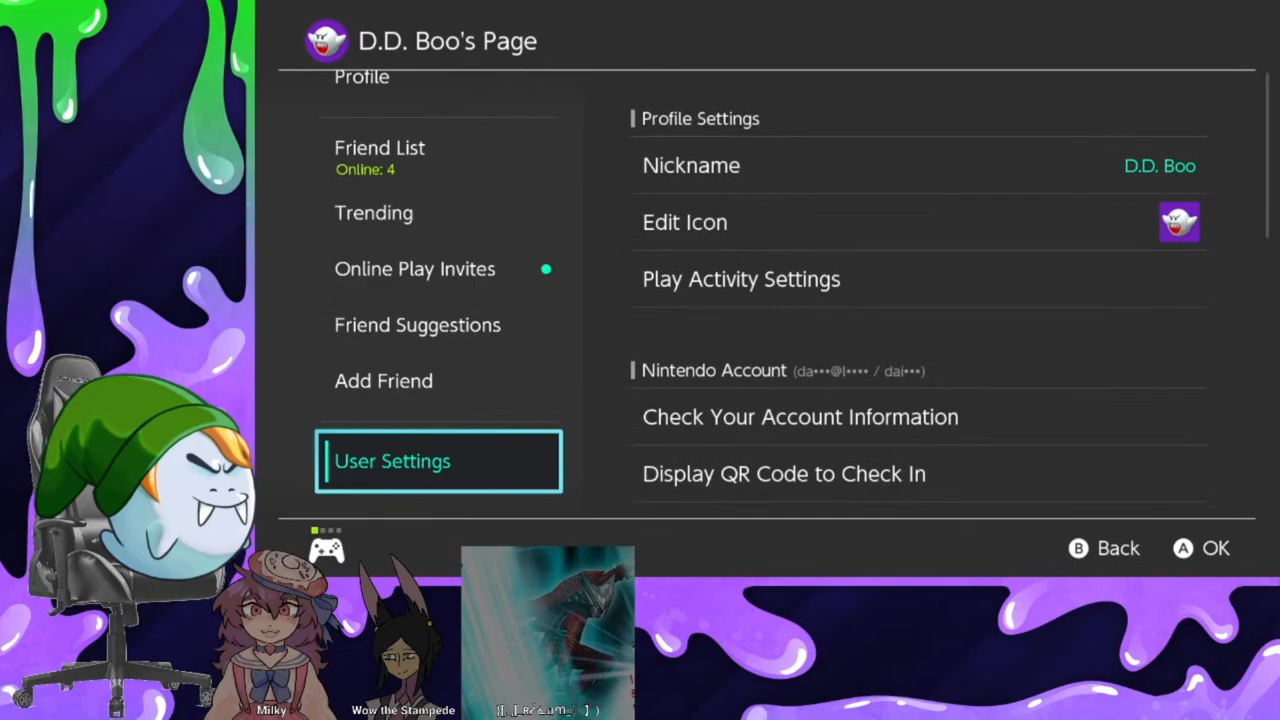 D.D. Boo's Page
Profile
Friend List
Online: 4
Trending
Online Play Invites
Friend Suggestions
Add Friend
User Settings
Profile Settings
Nickname
D.D. Boo
Edit Icon
Play Activity Settings
Nintendo Account (da•••@l•••• / dai•••)
Check Your Account Information
Display QR Code to Check In
B Back
A OK
Milky
Wow the Stampede